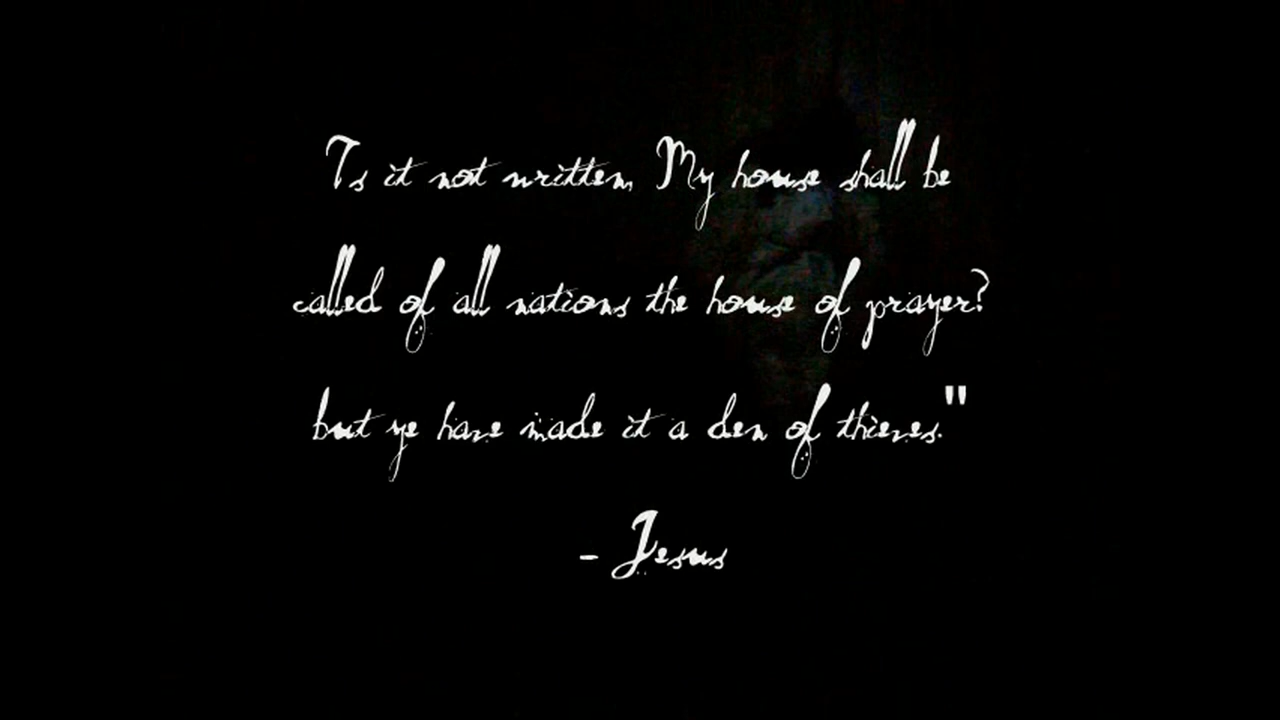 Is it not written, My house shall be
called of all nations the house of prayer?
but ye have made it a den of thieves."
- Jesus